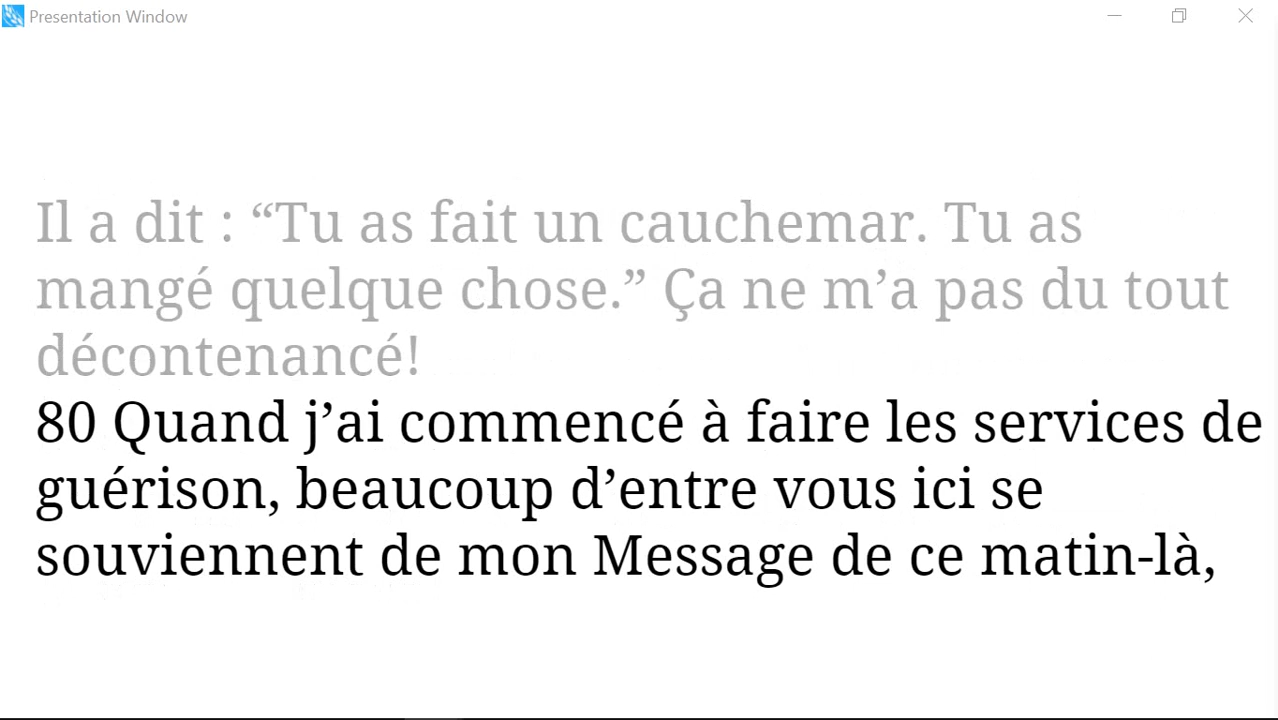 Presentation Window
Il a dit : “Tu as fait un cauchemar. Tu as
mangé quelque chose.” Ça ne m’a pas du tout
décontenancé!
80 Quand j’ai commencé à faire les services de
guérison, beaucoup d’entre vous ici se
souviennent de mon Message de ce matin-là,